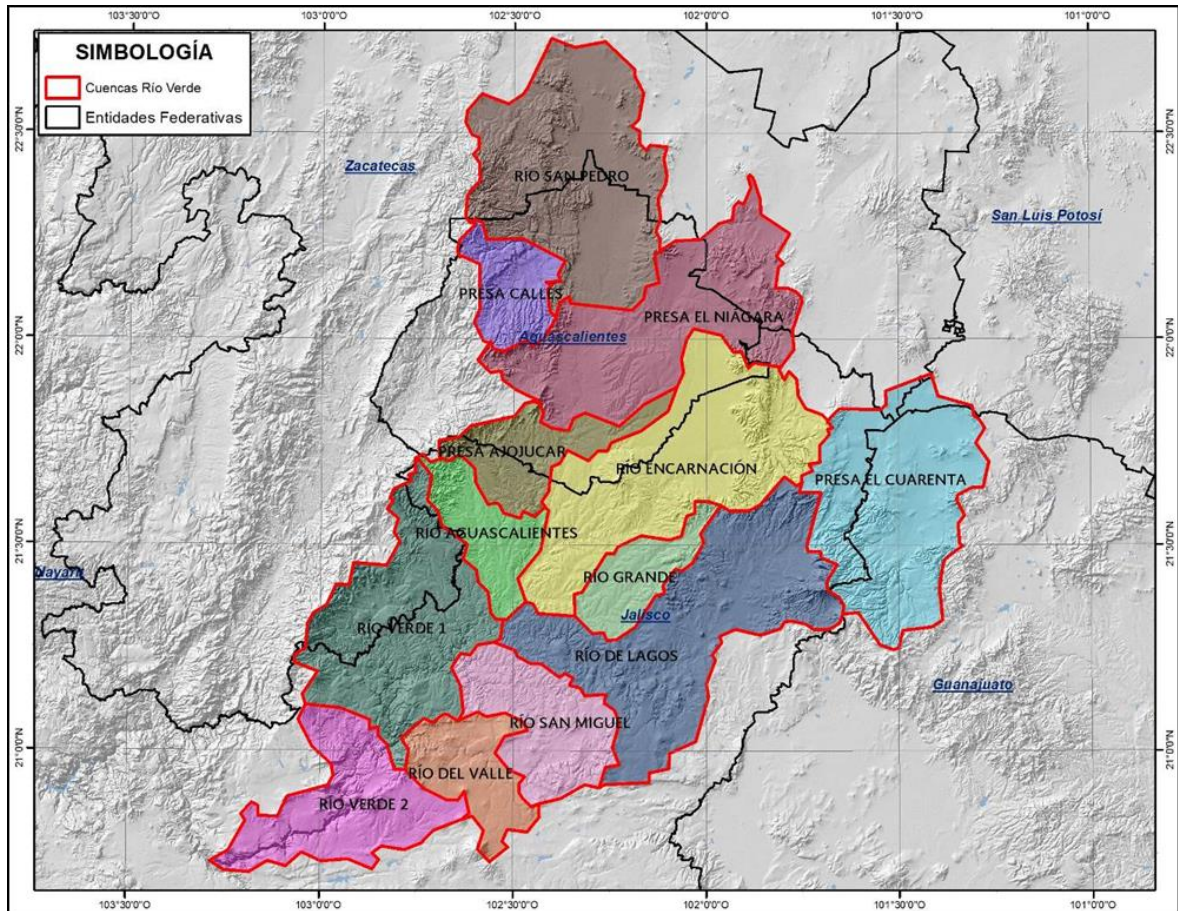 103°30'0"O
103°0'0"O
102°30'0"O
102°0'0"O
101°30'0"O
101°0'0"O
SIMBOLOGÍA
Cuencas Río Verde
Entidades Federativas
22°30'0"N
22°30'0"N
Zacatecas
RÍO SAN PEDRO
San Luis Potosí
PRESA CALLES
PRESA EL NIÁGARA
Aguascalientes
22°0'0"N
22°0'0"N
PRESA AJOJUCAR
RÍO ENCARNACIÓN
PRESA EL CUARENTA
RÍO AGUASCALIENTES
21°30'0"N
21°30'0"N
RÍO GRANDE
Jalisco
RÍO VERDE 1
RÍO DE LAGOS
Guanajuato
RÍO SAN MIGUEL
21°0'0"N
21°0'0"N
RÍO DEL VALLE
RÍO VERDE 2
103°30'0"O
103°0'0"O
102°30'0"O
102°0'0"O
101°30'0"O
101°0'0"O